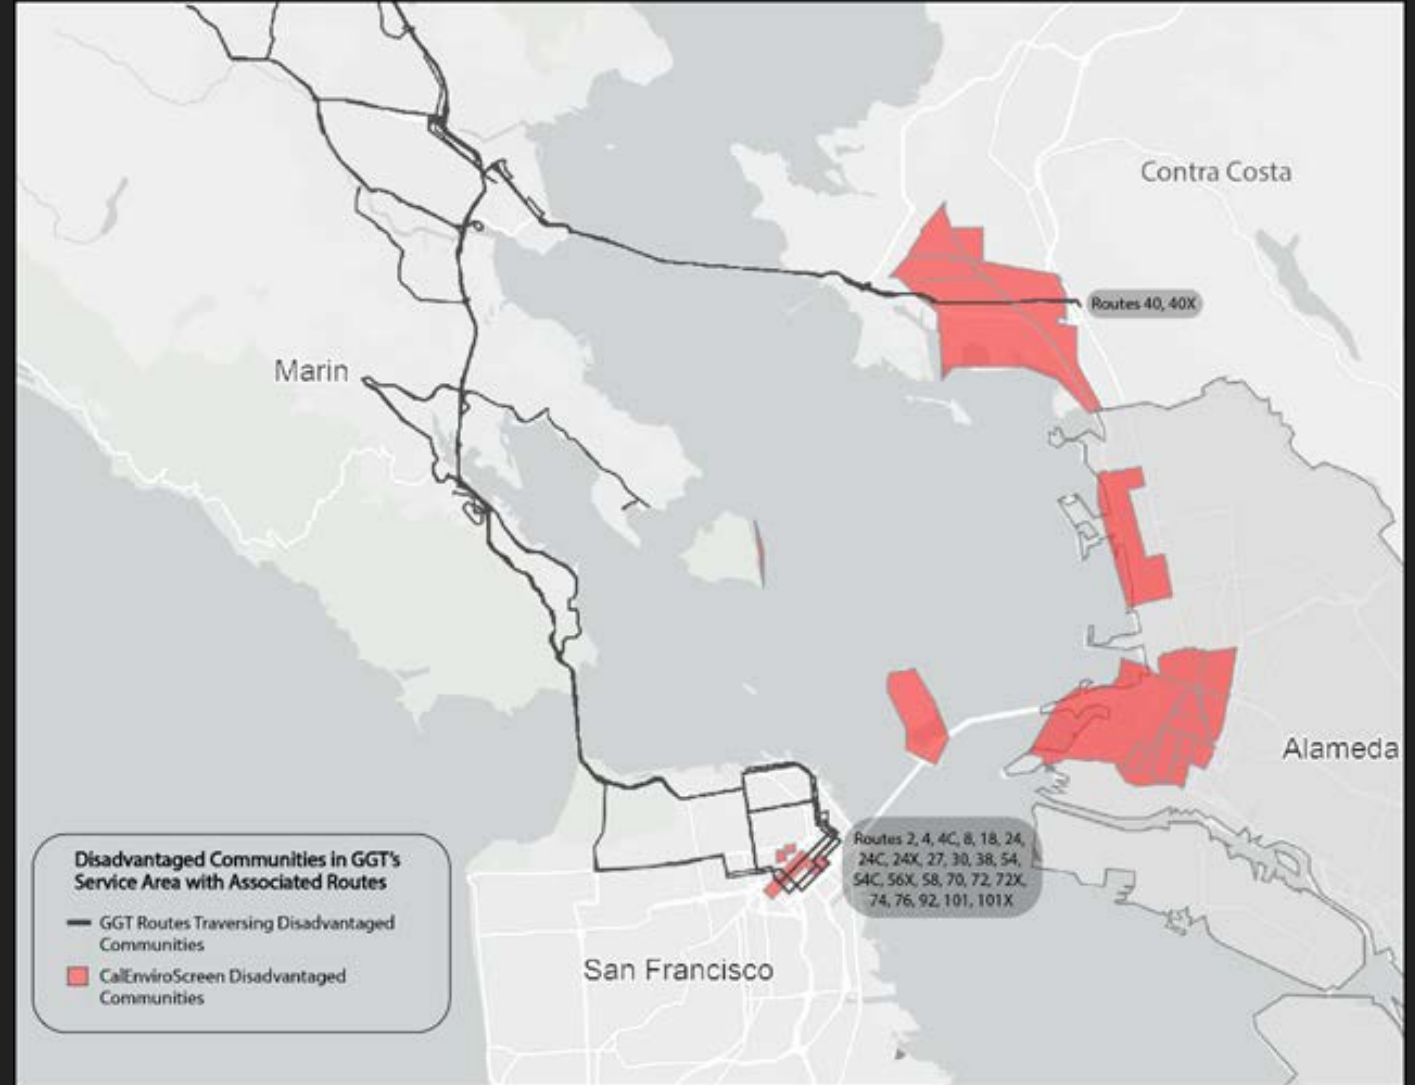 Contra Costa
Routes 40, 40X
Marin
Alameda
Routes 2, 4, 4C, 8, 18, 24,
24C, 24X, 27, 30, 38, 54,
54C, 56X, 58, 70, 72, 72X,
74, 76, 92, 101, 101X
Disadvantaged Communities in GGT's
Service Area with Associated Routes
GGT Routes Traversing Disadvantaged
Communities
CalEnviroScreen Disadvantaged
Communities
San Francisco